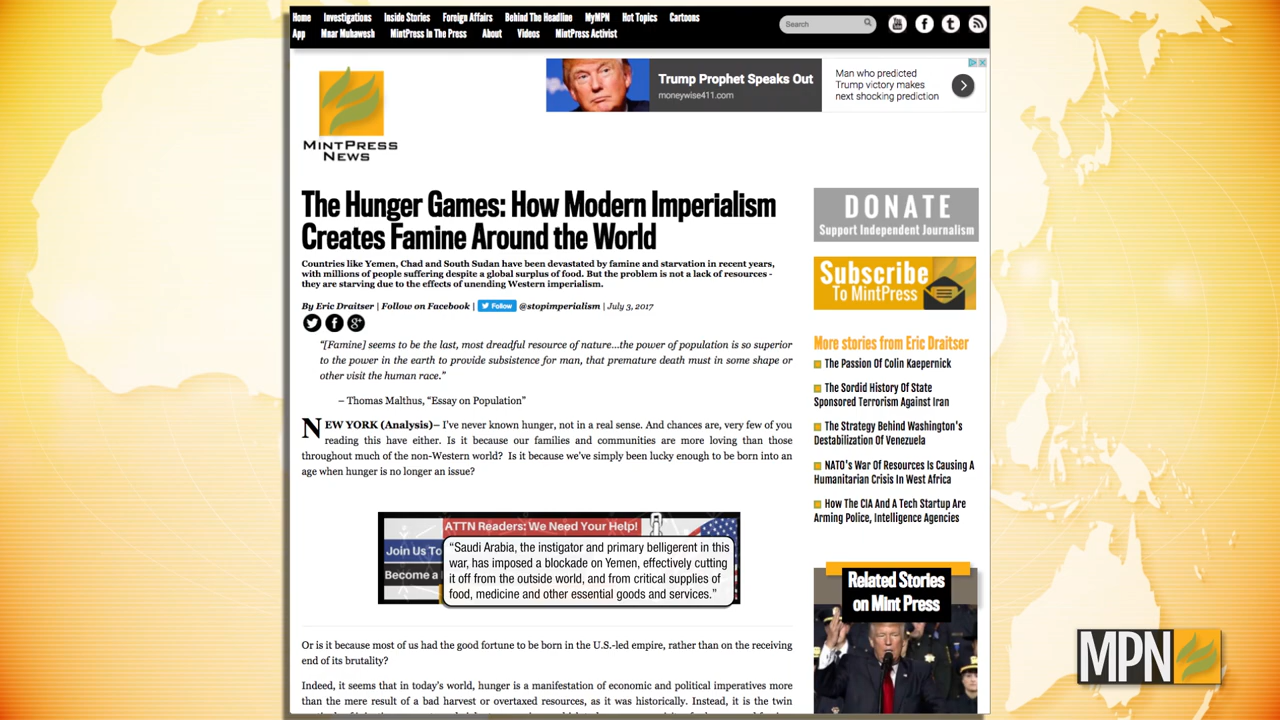 Home Investigations Inside Stories Foreign Affairs Behind The Headline MyMPN Hot Topics Cartoons
App Mnar Muhawesh MintPress In The Press About Videos MintPress Activist
Search
You Tube
MINTPRESS
NEWS
Trump Prophet Speaks Out
moneywise411.com
Man who predicted
Trump victory makes
next shocking prediction
The Hunger Games: How Modern Imperialism
Creates Famine Around the World
Countries like Yemen, Chad and South Sudan have been devastated by famine and starvation in recent years,
with millions of people suffering despite a global surplus of food. But the problem is not a lack of resources -
they are starving due to the effects of unending Western imperialism.
By Eric Draitser | Follow on Facebook | Follow @stopimperialism | July 3, 2017
“[Famine] seems to be the last, most dreadful resource of nature…the power of population is so superior
to the power in the earth to provide subsistence for man, that premature death must in some shape or
other visit the human race.”
– Thomas Malthus, “Essay on Population”
NEW YORK (Analysis)– I’ve never known hunger, not in a real sense. And chances are, very few of you
reading this have either. Is it because our families and communities are more loving than those
throughout much of the non-Western world? Is it because we’ve simply been lucky enough to be born into an
age when hunger is no longer an issue?
ATTN Readers: We Need Your Help!
Join Us To
Become a
“Saudi Arabia, the instigator and primary belligerent in this
war, has imposed a blockade on Yemen, effectively cutting
it off from the outside world, and from critical supplies of
food, medicine and other essential goods and services.”
Or is it because most of us had the good fortune to be born in the U.S.-led empire, rather than on the receiving
end of its brutality?
Indeed, it seems that in today’s world, hunger is a manifestation of economic and political imperatives more
than the mere result of a bad harvest or overtaxed resources, as it was historically. Instead, it is the twin
DONATE
Support Independent Journalism
Subscribe
To MintPress
More stories from Eric Draitser
The Passion Of Colin Kaepernick
The Sordid History Of State
Sponsored Terrorism Against Iran
The Strategy Behind Washington's
Destabilization Of Venezuela
NATO's War Of Resources Is Causing A
Humanitarian Crisis In West Africa
How The CIA And A Tech Startup Are
Arming Police, Intelligence Agencies
Related Stories
on Mint Press
MPN